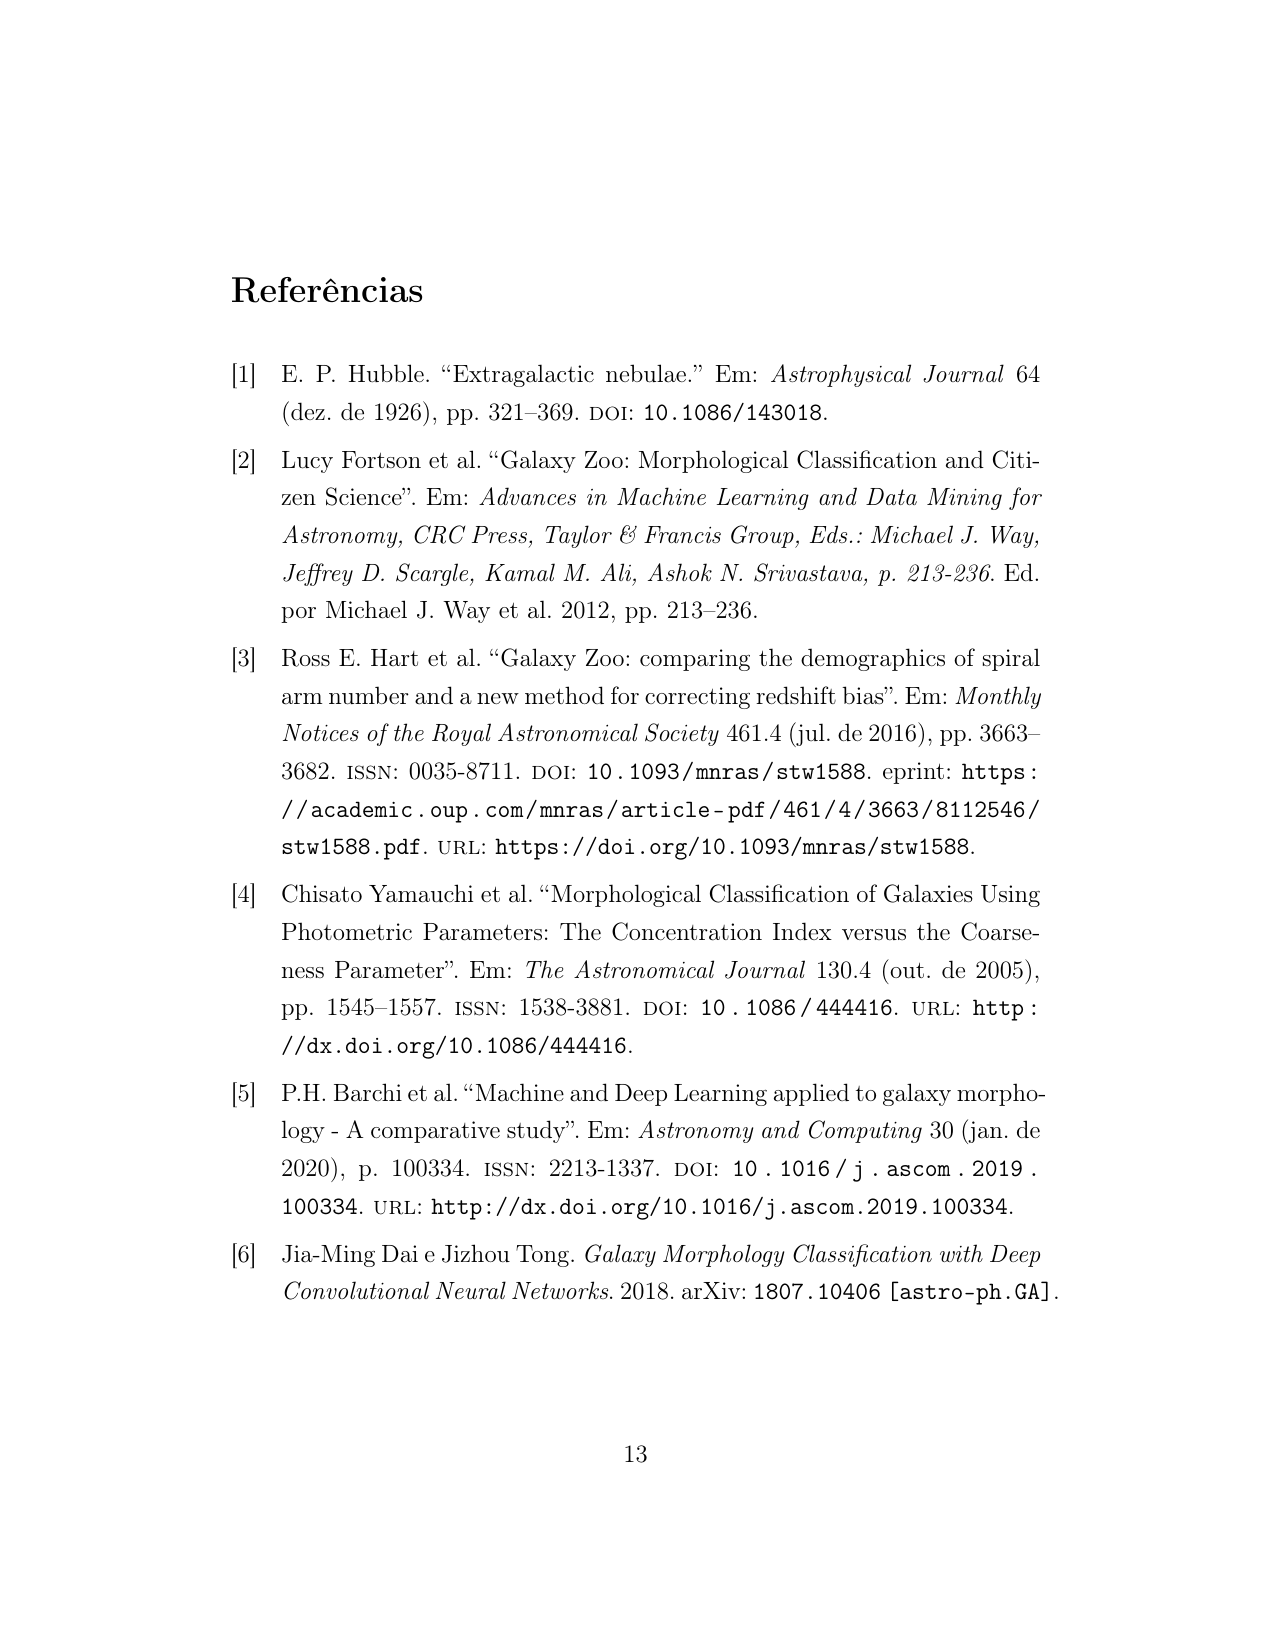 Referências
[1] E. P. Hubble. “Extragalactic nebulae.” Em: Astrophysical Journal 64
(dez. de 1926), pp. 321–369. DOI: 10.1086/143018.
[2] Lucy Fortson et al. “Galaxy Zoo: Morphological Classification and Citi-
zen Science”. Em: Advances in Machine Learning and Data Mining for
Astronomy, CRC Press, Taylor & Francis Group, Eds.: Michael J. Way,
Jeffrey D. Scargle, Kamal M. Ali, Ashok N. Srivastava, p. 213-236. Ed.
por Michael J. Way et al. 2012, pp. 213–236.
[3] Ross E. Hart et al. “Galaxy Zoo: comparing the demographics of spiral
arm number and a new method for correcting redshift bias”. Em: Monthly
Notices of the Royal Astronomical Society 461.4 (jul. de 2016), pp. 3663–
3682. ISSN: 0035-8711. DOI: 10.1093/mnras/stw1588. eprint: https:
//academic.oup.com/mnras/article-pdf/461/4/3663/8112546/
stw1588.pdf. URL: https://doi.org/10.1093/mnras/stw1588.
[4] Chisato Yamauchi et al. “Morphological Classification of Galaxies Using
Photometric Parameters: The Concentration Index versus the Coarse-
ness Parameter”. Em: The Astronomical Journal 130.4 (out. de 2005),
pp. 1545–1557. ISSN: 1538-3881. DOI: 10.1086/444416. URL: http:
//dx.doi.org/10.1086/444416.
[5] P.H. Barchi et al. “Machine and Deep Learning applied to galaxy morpho-
logy - A comparative study”. Em: Astronomy and Computing 30 (jan. de
2020), p. 100334. ISSN: 2213-1337. DOI: 10.1016/j.ascom.2019.
100334. URL: http://dx.doi.org/10.1016/j.ascom.2019.100334.
[6] Jia-Ming Dai e Jizhou Tong. Galaxy Morphology Classification with Deep
Convolutional Neural Networks. 2018. arXiv: 1807.10406 [astro-ph.GA].
13